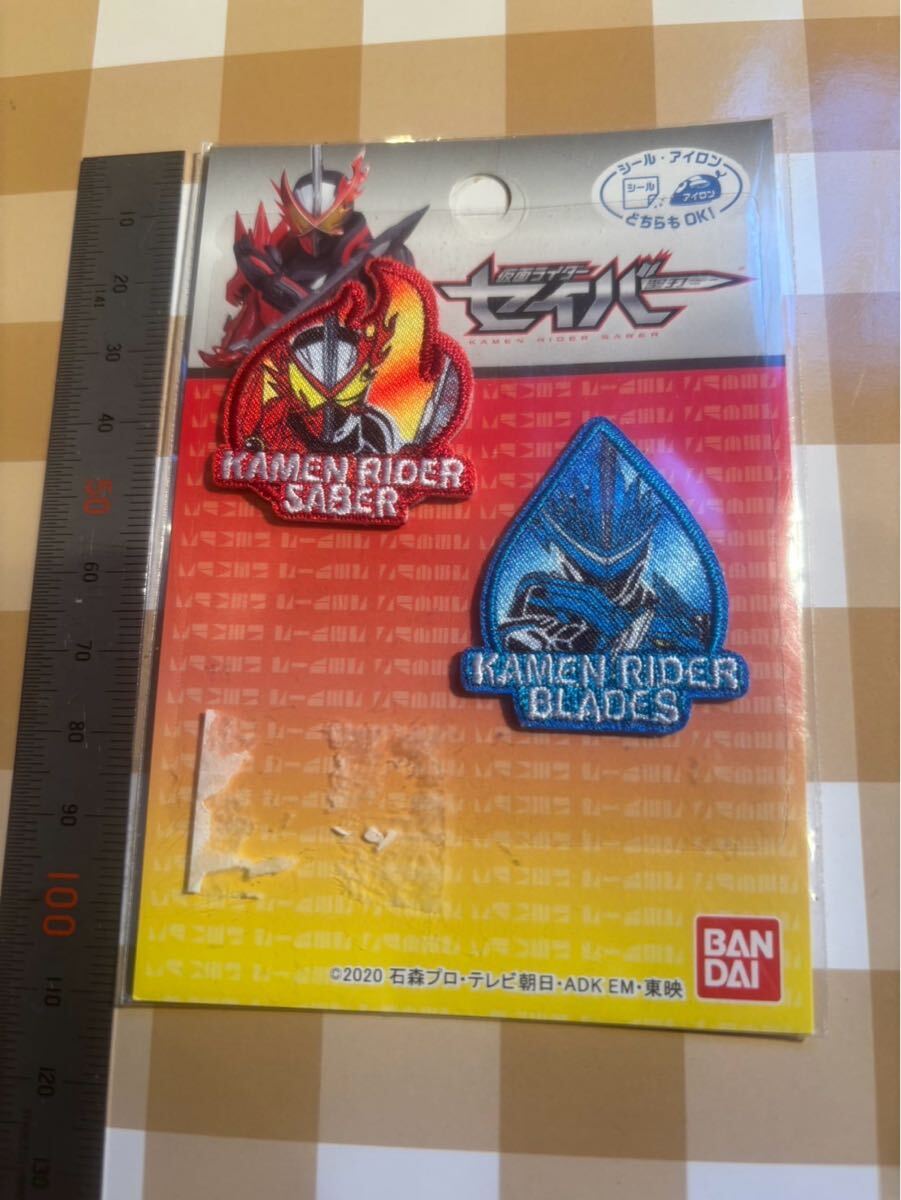 シール・アイロン
シール
アイロン
どちらもOK!
仮面ライダー
セイバー
聖刃
KAMEN RIDER SABER
KAMEN RIDER
SABER
KAMEN RIDER
BLADES
BAN
DAI
©2020 石森プロ・テレビ朝日・ADK EM・東映
10
20
30
40
50
60
70
80
90
100
110
120
130